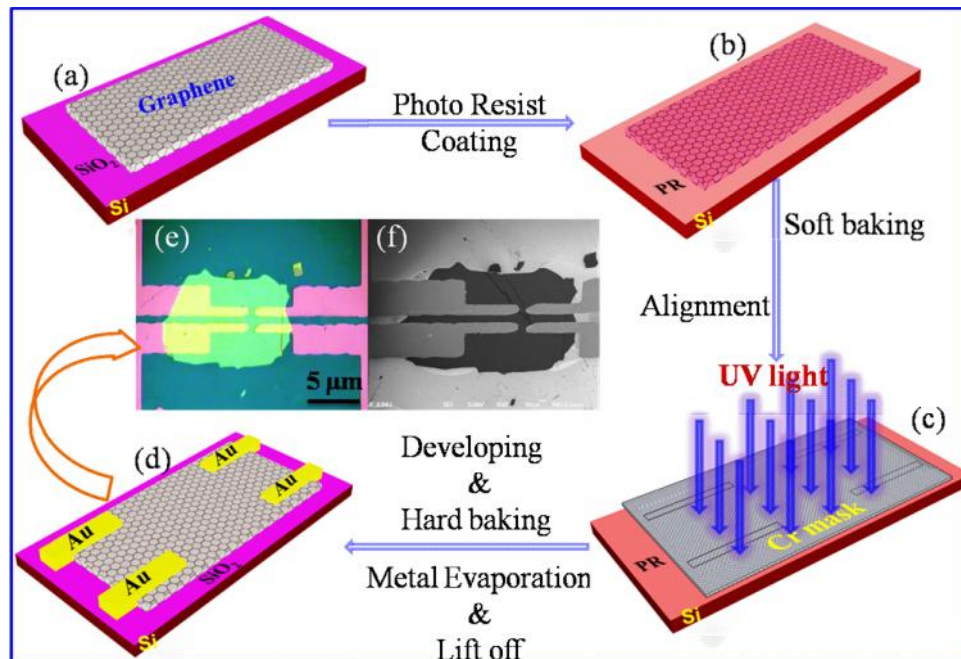 (a)
Graphene
SiO₂
Si
Photo Resist
Coating
(b)
PR
Si
Soft baking
Alignment
(e)
(f)
5 μm
UV light
(c)
Cr mask
PR
Si
Developing
&
Hard baking
Metal Evaporation
&
Lift off
(d)
Au
Au
Au
Au
SiO₂
Si